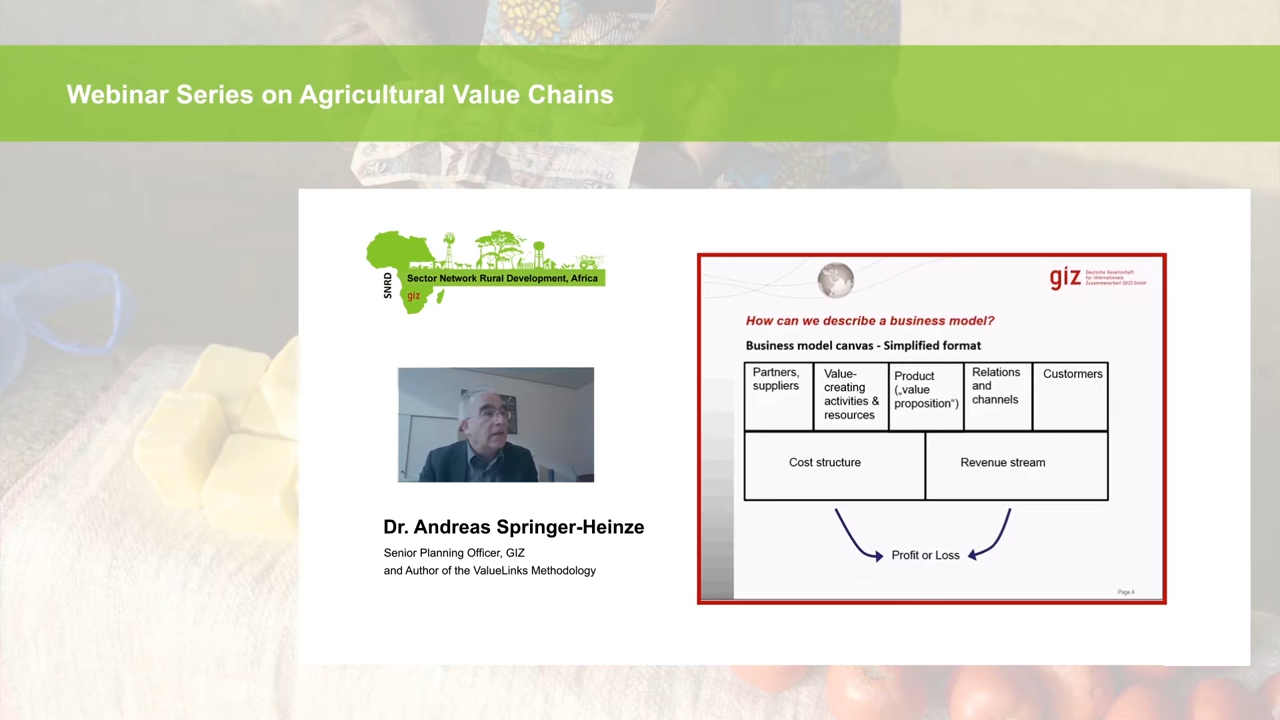 Webinar Series on Agricultural Value Chains
SNRD
Sector Network Rural Development, Africa
giz
Dr. Andreas Springer-Heinze
Senior Planning Officer, GIZ
and Author of the ValueLinks Methodology
giz
Deutsche Gesellschaft
für Internationale
Zusammenarbeit (GIZ) GmbH
How can we describe a business model?
Business model canvas - Simplified format
Partners,
suppliers
Value-
creating
activities &
resources
Product
(„value
proposition“)
Relations
and
channels
Custormers
Cost structure
Revenue stream
Profit or Loss
Page 4